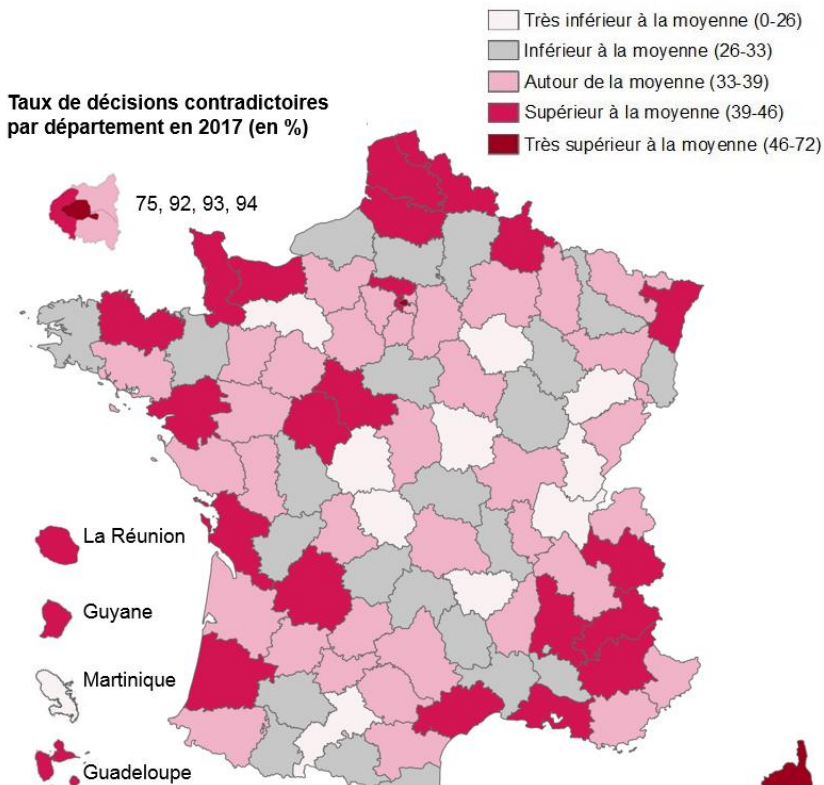 Très inférieur à la moyenne (0-26)
Inférieur à la moyenne (26-33)
Autour de la moyenne (33-39)
Supérieur à la moyenne (39-46)
Très supérieur à la moyenne (46-72)
Taux de décisions contradictoires
par département en 2017 (en %)
75, 92, 93, 94
La Réunion
Guyane
Martinique
Guadeloupe